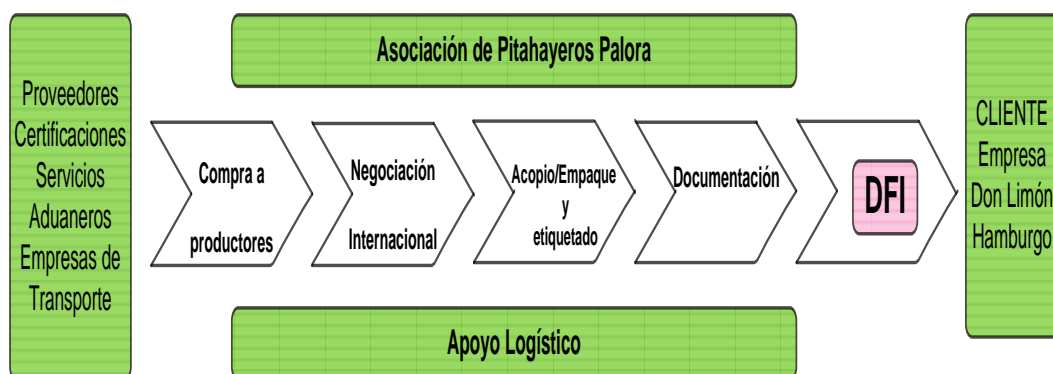 Asociación de Pitahayeros Palora
Proveedores
Certificaciones
Servicios
Aduaneros
Empresas de
Transporte
Compra a
productores
Negociación
Internacional
Acopio/Empaque
y
etiquetado
Documentación
DFI
CLIENTE
Empresa
Don Limón
Hamburgo
Apoyo Logístico